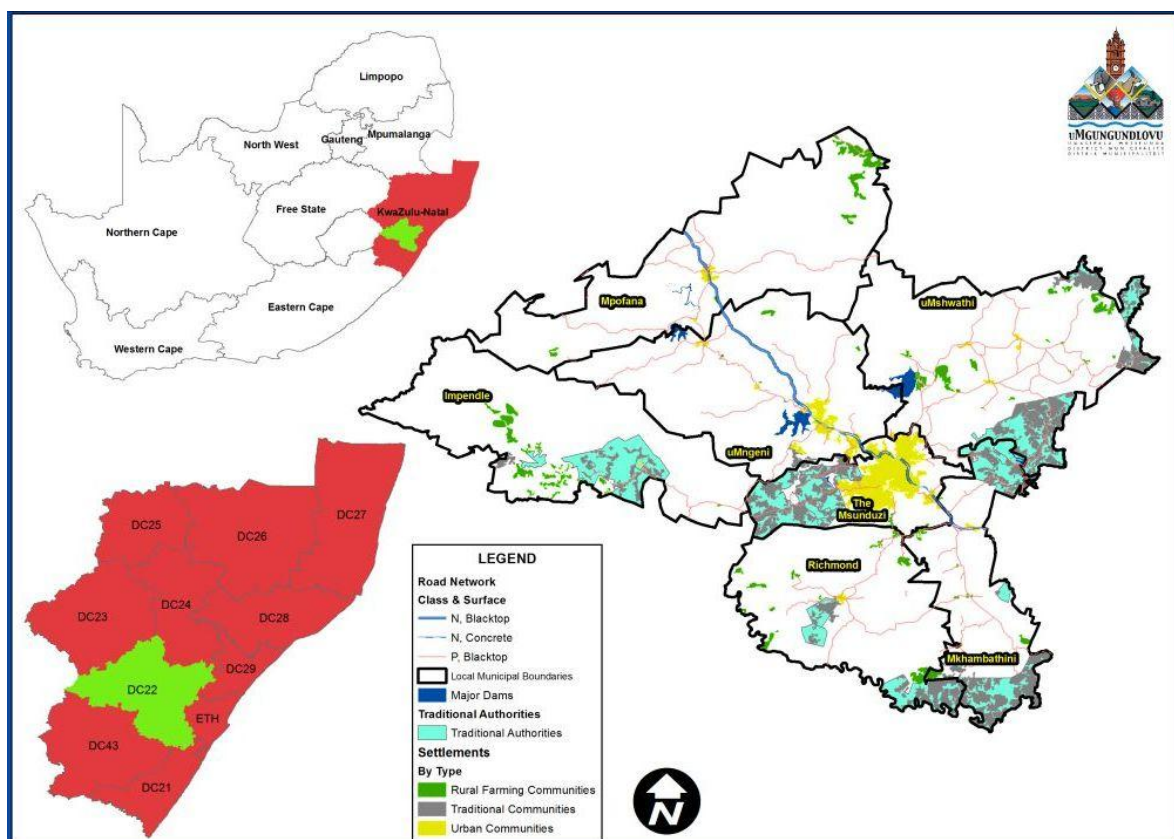 Limpopo
North West
Gauteng
Mpumalanga
Free State
KwaZulu-Natal
Northern Cape
Eastern Cape
Western Cape
uMGUNGUNDLOVU
DISTRICT MUNICIPALITY
Mpofana
uMshwathi
Impendle
uMngeni
The
Msunduzi
Richmond
Mkhambathini
DC25
DC26
DC27
DC23
DC24
DC28
DC22
DC29
ETH
DC43
DC21
LEGEND
Road Network
Class & Surface
N, Blacktop
N, Concrete
P, Blacktop
Local Municipal Boundaries
Major Dams
Traditional Authorities
Traditional Authorities
Settlements
By Type
Rural Farming Communities
Traditional Communities
Urban Communities
N